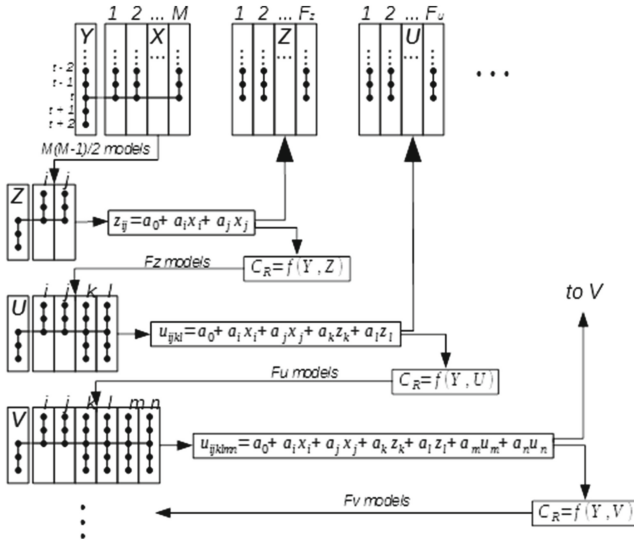 1 2 ... M
1 2 ... Fz
1 2 ... Fu
Y X Z U
... ... ...
t-2
t-1
t
t+1
t+2
...
M(M-1)/2 models
i j
Z
z_ij = a_0 + a_i x_i + a_j x_j
Fz models
C_R = f(Y, Z)
i j k l
U
u_ijkl = a_0 + a_i x_i + a_j x_j + a_k z_k + a_l z_l
to V
Fu models
C_R = f(Y, U)
i j k l m n
V
u_ijklmn = a_0 + a_i x_i + a_j x_j + a_k z_k + a_l z_l + a_m u_m + a_n u_n
Fv models
C_R = f(Y, V)